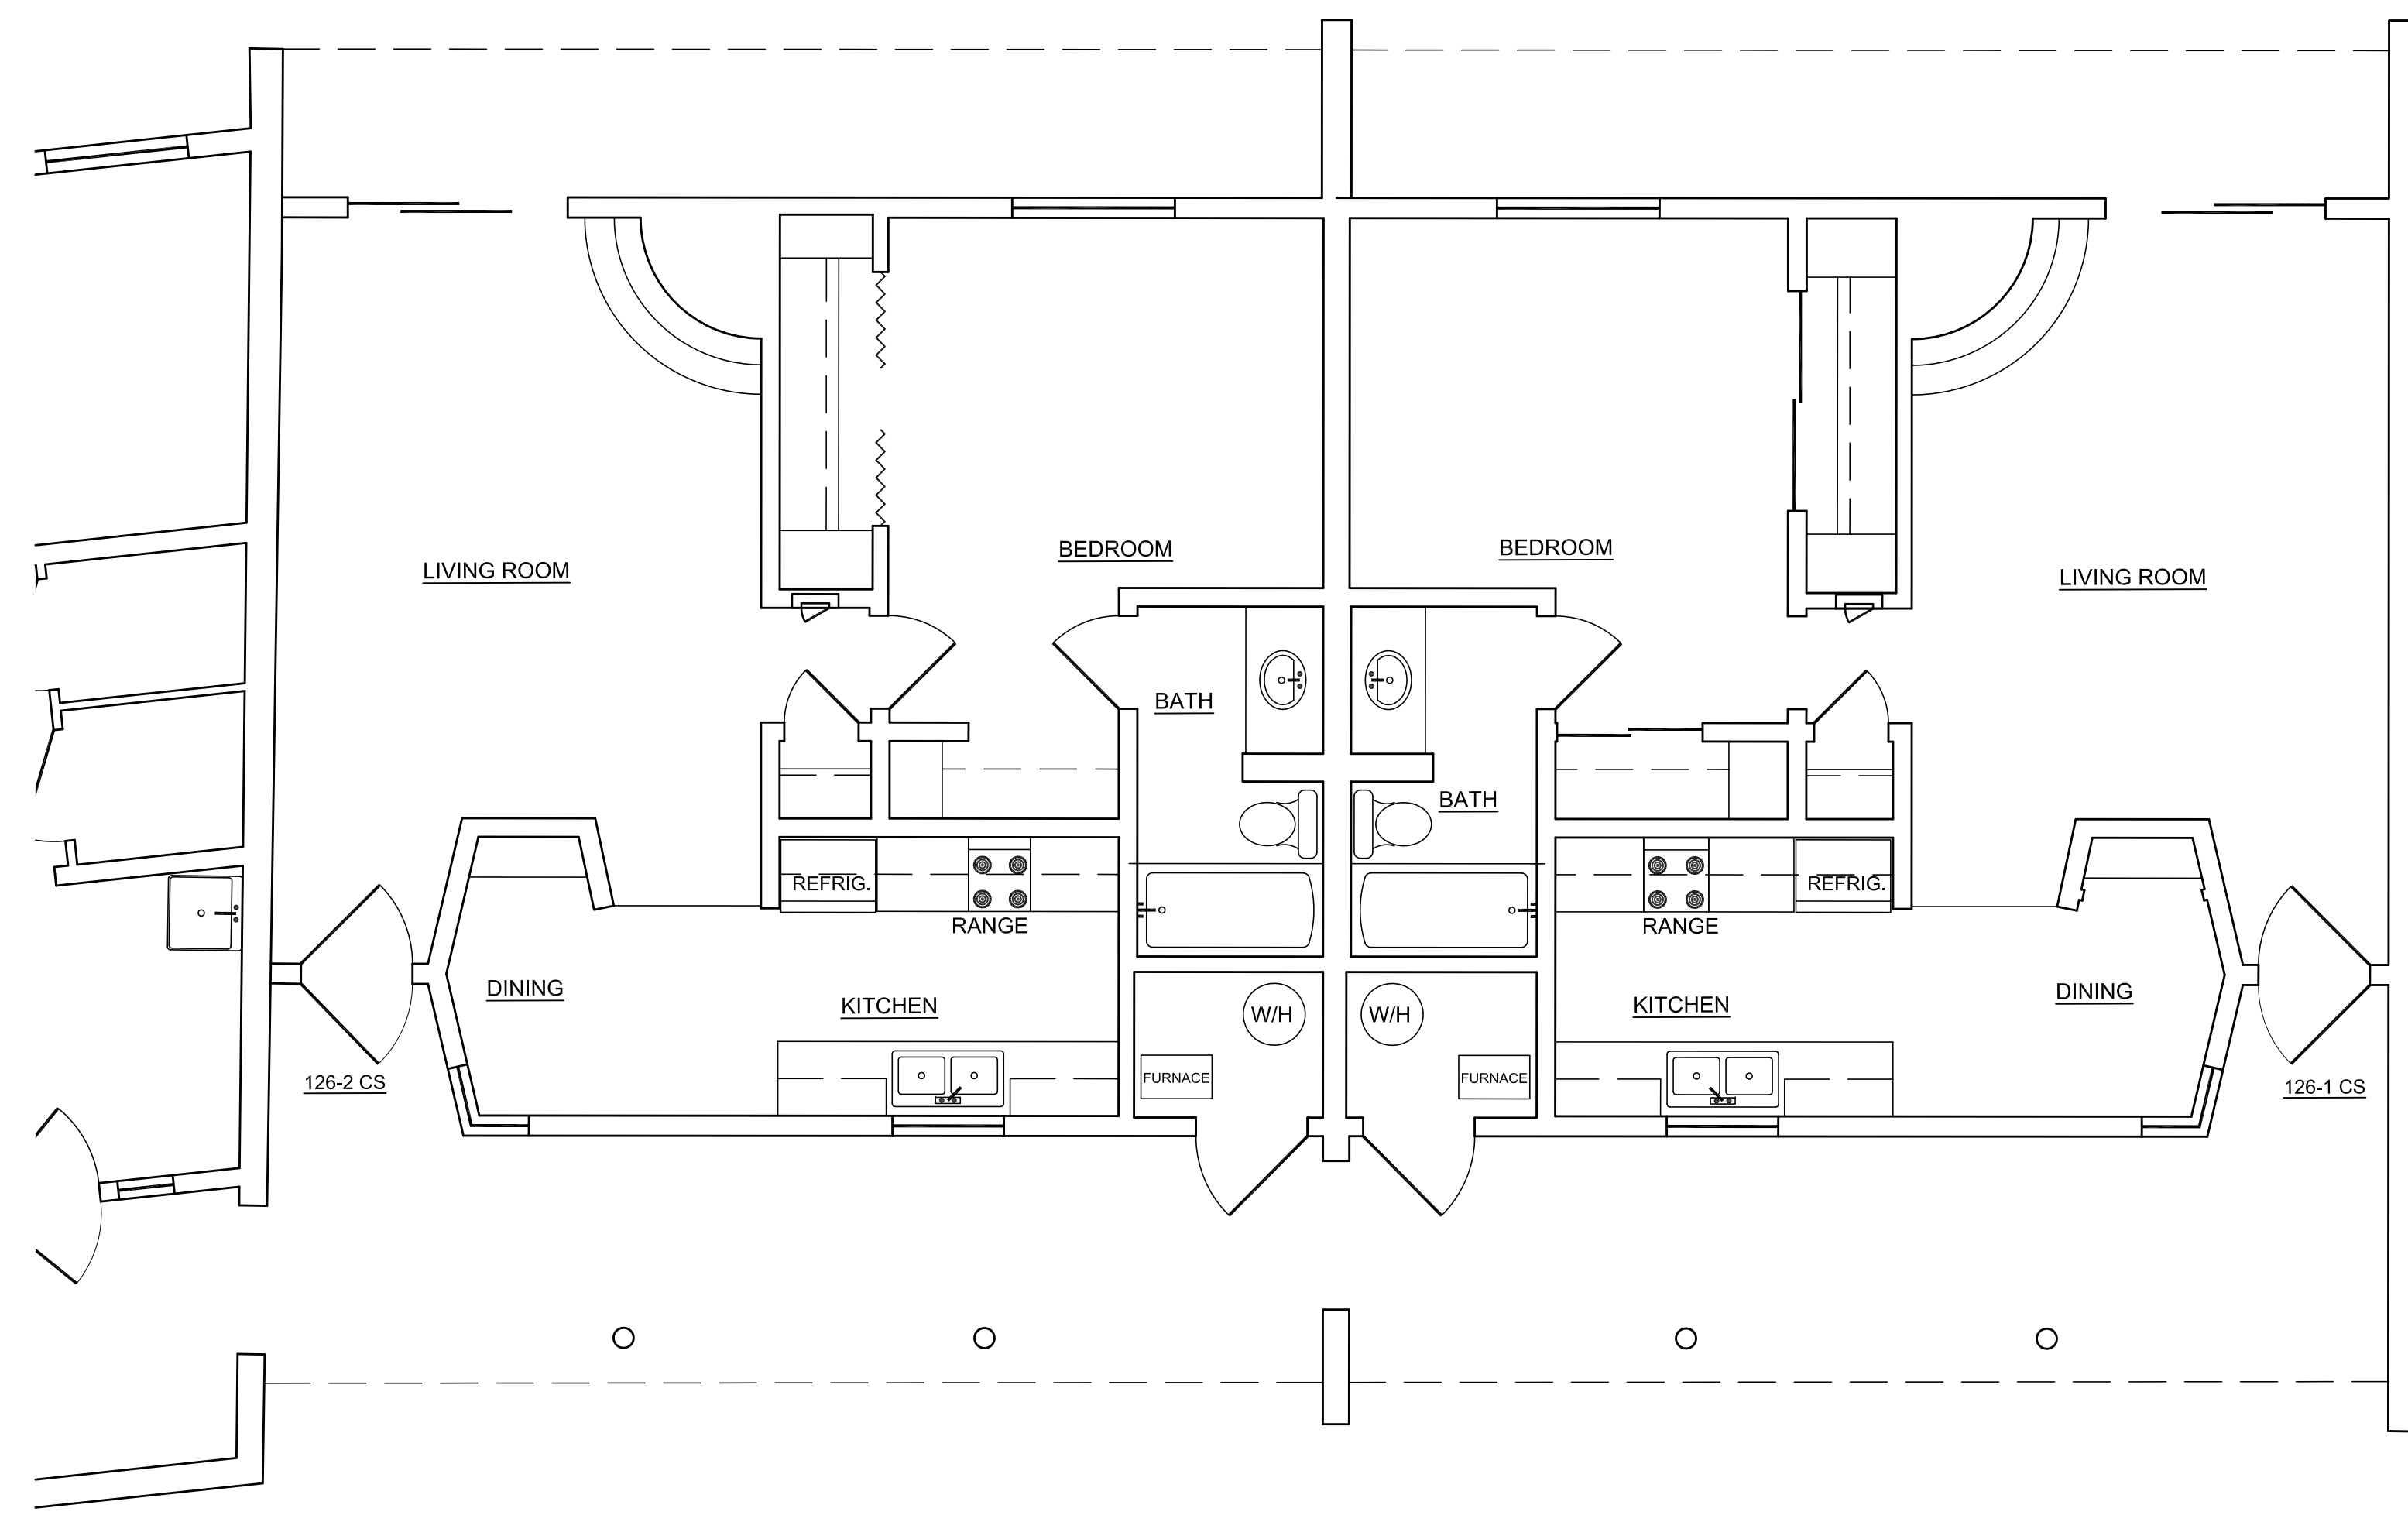 BEDROOM
BEDROOM
LIVING ROOM
LIVING ROOM
BATH
BATH
REFRIG.
REFRIG.
RANGE
RANGE
DINING
KITCHEN
W/H
W/H
KITCHEN
DINING
FURNACE
FURNACE
126-2 CS
126-1 CS